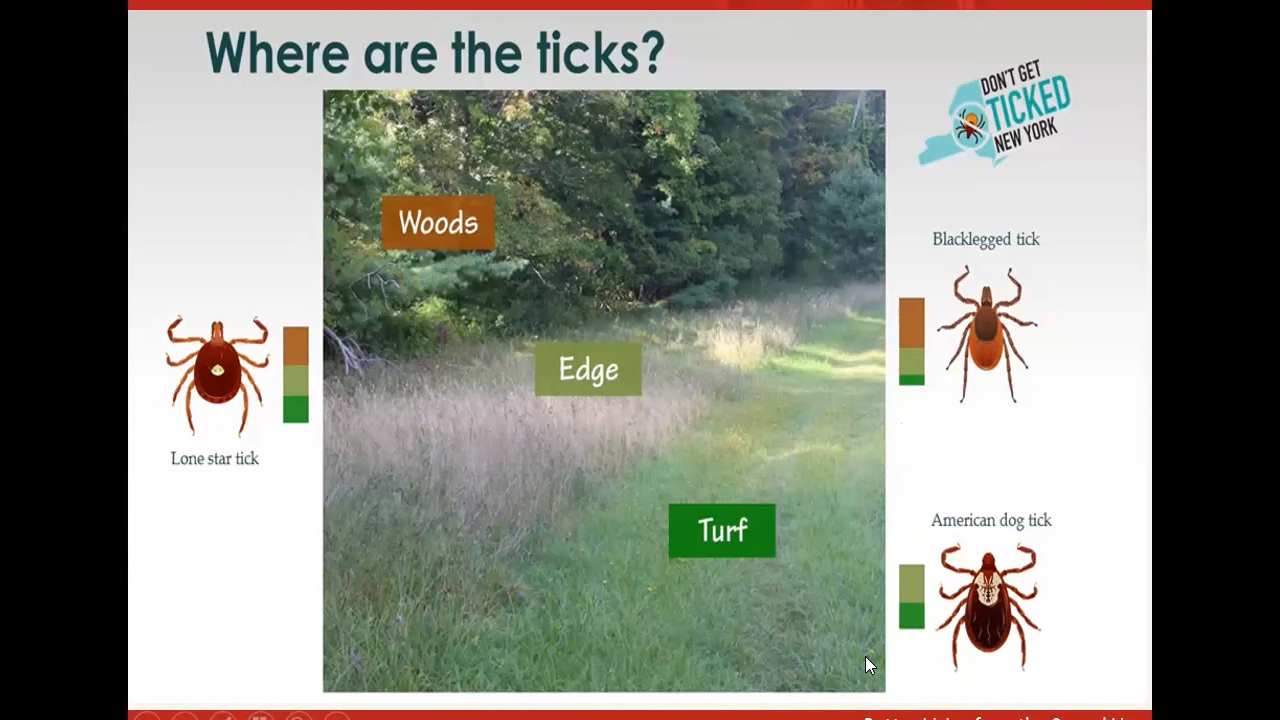 Where are the ticks?
DON'T GET
TICKED
NEW YORK
Woods
Blacklegged tick
Edge
Lone star tick
American dog tick
Turf